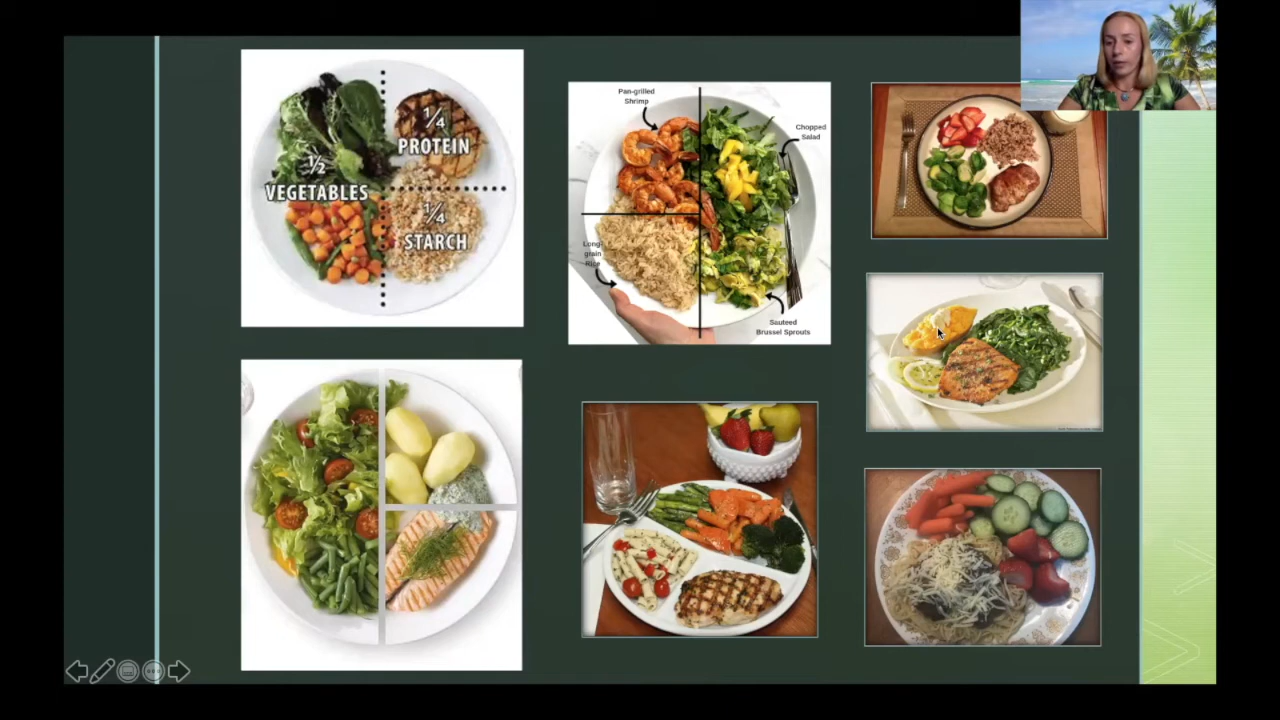 1/4
PROTEIN
1/2
VEGETABLES
1/4
STARCH
Pan-grilled
Shrimp
Chopped
Salad
Long-
grain
Rice
Sauteed
Brussel Sprouts